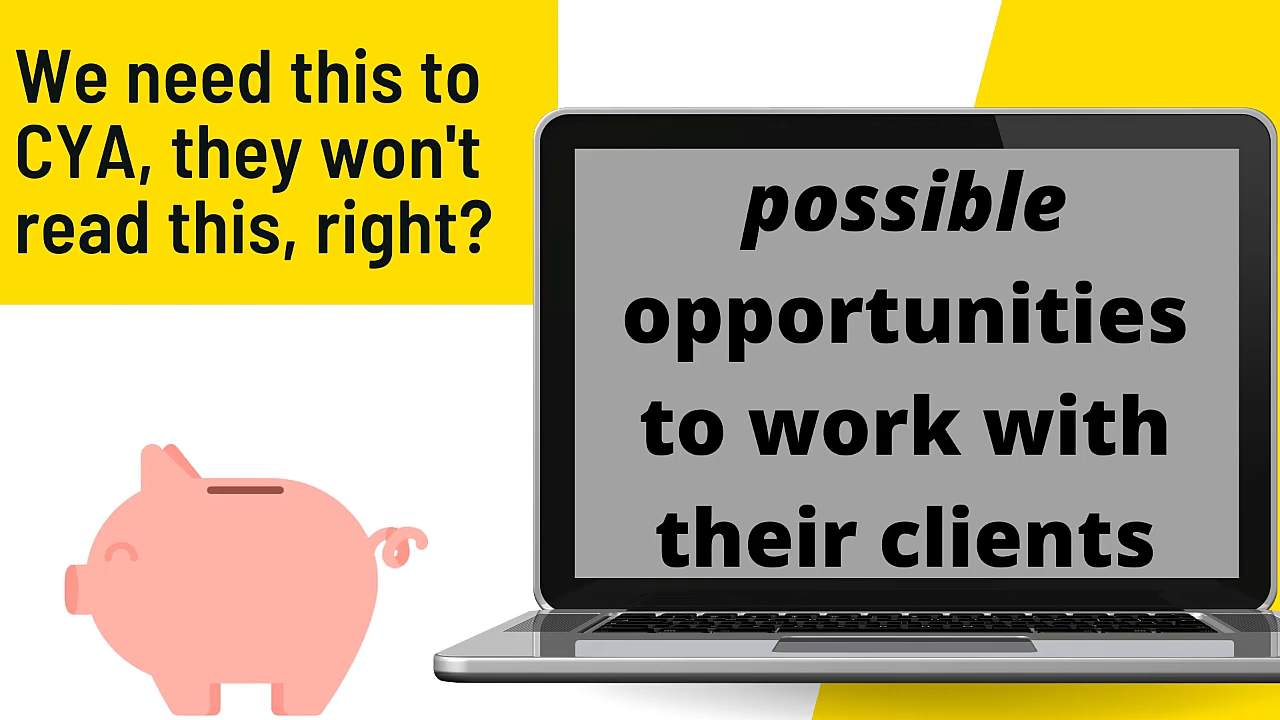 We need this to
CYA, they won't
read this, right?
possible
opportunities
to work with
their clients